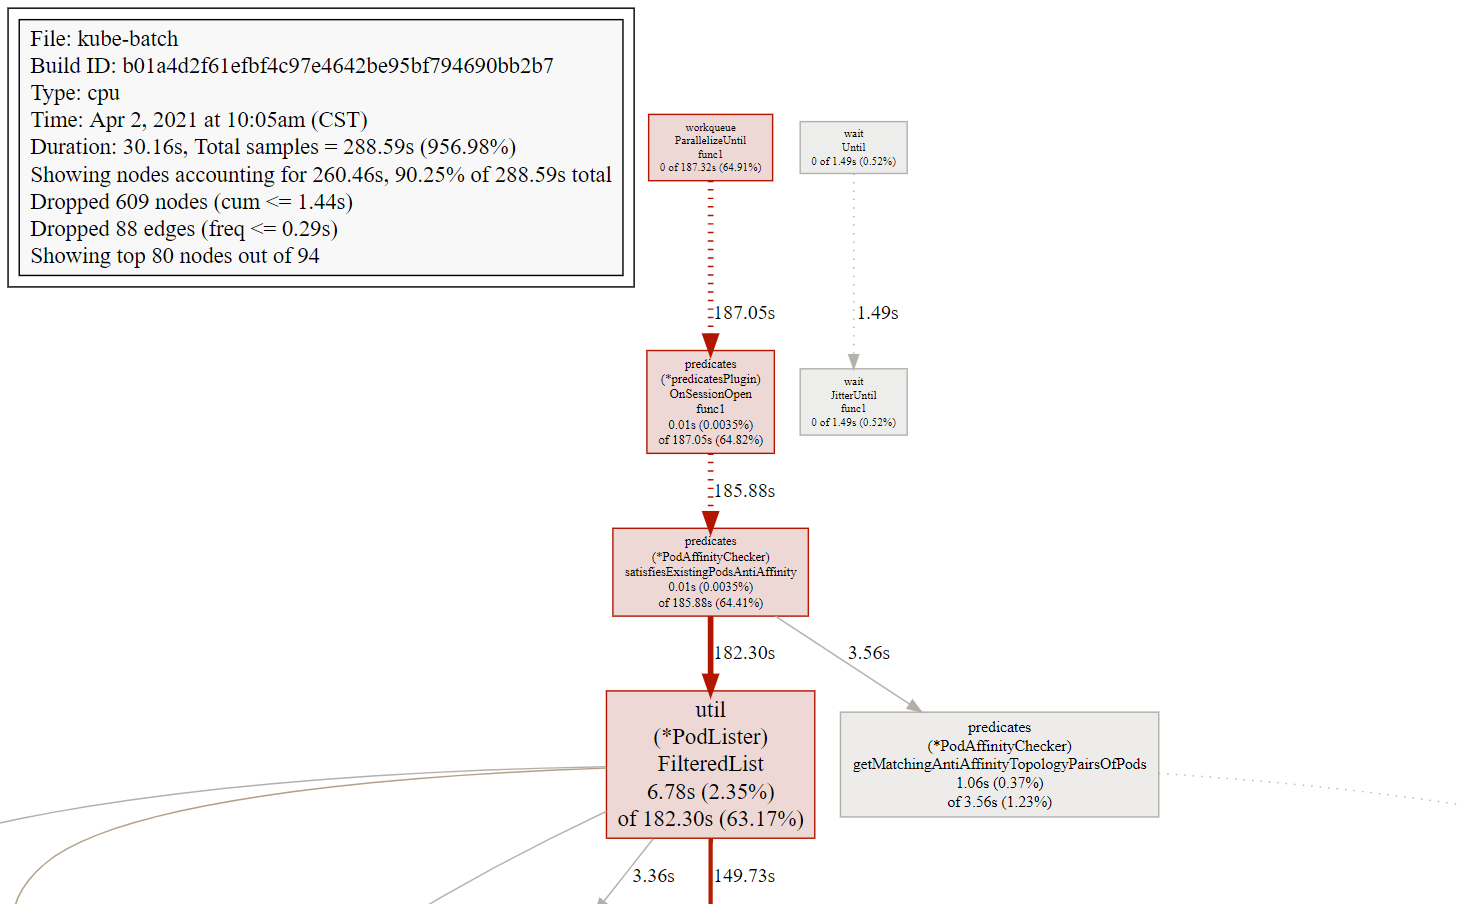 File: kube-batch
Build ID: b01a4d2f61efbf4c97e4642be95bf794690bb2b7
Type: cpu
Time: Apr 2, 2021 at 10:05am (CST)
Duration: 30.16s, Total samples = 288.59s (956.98%)
Showing nodes accounting for 260.46s, 90.25% of 288.59s total
Dropped 609 nodes (cum <= 1.44s)
Dropped 88 edges (freq <= 0.29s)
Showing top 80 nodes out of 94
workqueue
ParallelizeUntil
func1
0 of 187.32s (64.91%)
wait
Until
0 of 1.49s (0.52%)
187.05s
1.49s
predicates
(*predicatesPlugin)
OnSessionOpen
func1
0.01s (0.0035%)
of 187.05s (64.82%)
wait
JitterUntil
func1
0 of 1.49s (0.52%)
185.88s
predicates
(*PodAffinityChecker)
satisfiesExistingPodsAntiAffinity
0.01s (0.0035%)
of 185.88s (64.41%)
182.30s
3.56s
util
(*PodLister)
FilteredList
6.78s (2.35%)
of 182.30s (63.17%)
predicates
(*PodAffinityChecker)
getMatchingAntiAffinityTopologyPairsOfPods
1.06s (0.37%)
of 3.56s (1.23%)
3.36s
149.73s